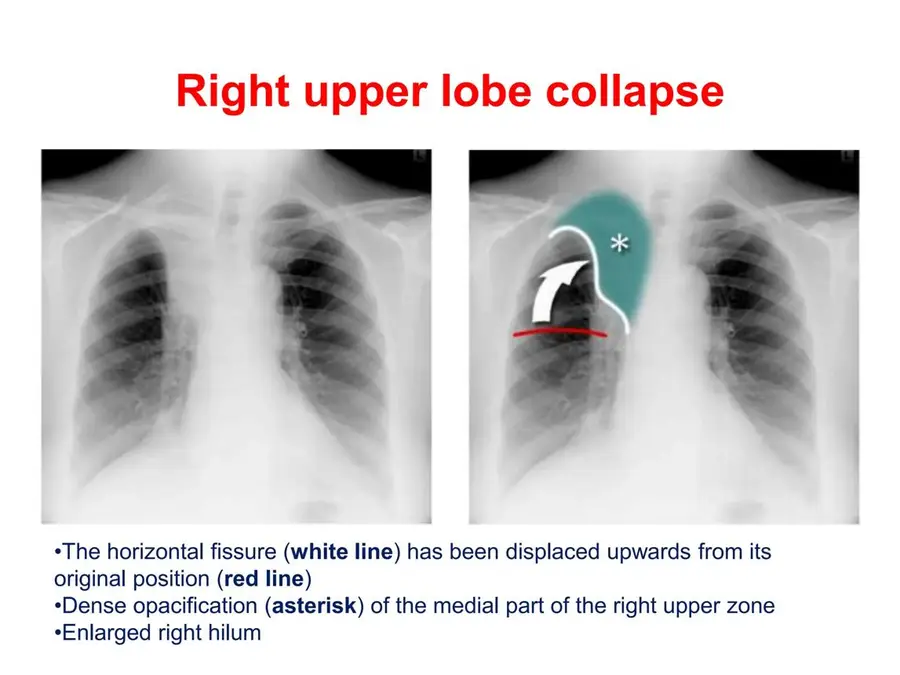 Right upper lobe collapse
L
L
*
•The horizontal fissure (white line) has been displaced upwards from its
original position (red line)
•Dense opacification (asterisk) of the medial part of the right upper zone
•Enlarged right hilum